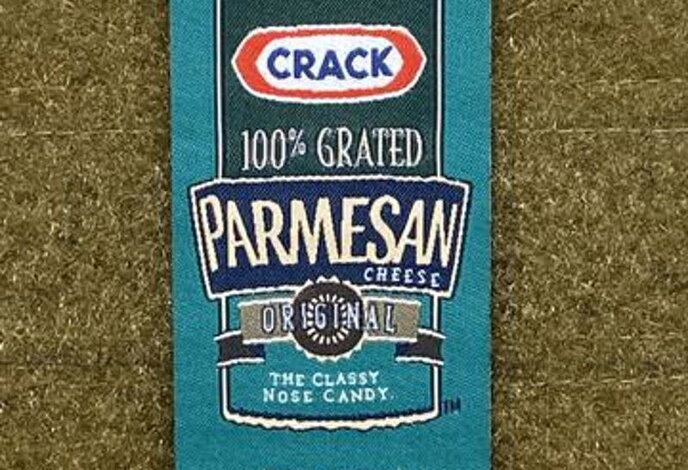 CRACK
100% GRATED
PARMESAN
CHEESE
ORIGINAL
THE CLASSY
NOSE CANDY.
TM